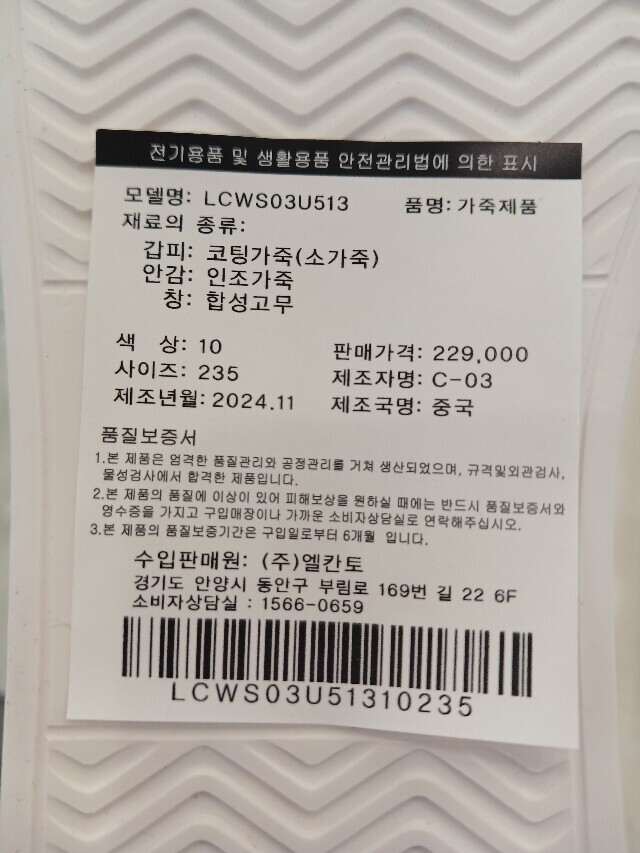 전기용품 및 생활용품 안전관리법에 의한 표시
모델명: LCWS03U513 품명: 가죽제품
재료의 종류:
갑피: 코팅가죽(소가죽)
안감: 인조가죽
창: 합성고무
색 상: 10 판매가격: 229,000
사이즈: 235 제조자명: C-03
제조년월: 2024.11 제조국명: 중국
품질보증서
1.본 제품은 엄격한 품질관리와 공정관리를 거쳐 생산되었으며, 규격및외관검사,
물성검사에서 합격한 제품입니다.
2.본 제품의 품질에 이상이 있어 피해보상을 원하실 때에는 반드시 품질보증서와
영수증을 가지고 구입매장이나 가까운 소비자상담실로 연락해주십시오.
3.본 제품의 품질보증기간은 구입일로부터 6개월 입니다.
수입판매원: (주)엘칸토
경기도 안양시 동안구 부림로 169번 길 22 6F
소비자상담실 : 1566-0659
LCWS03U51310235